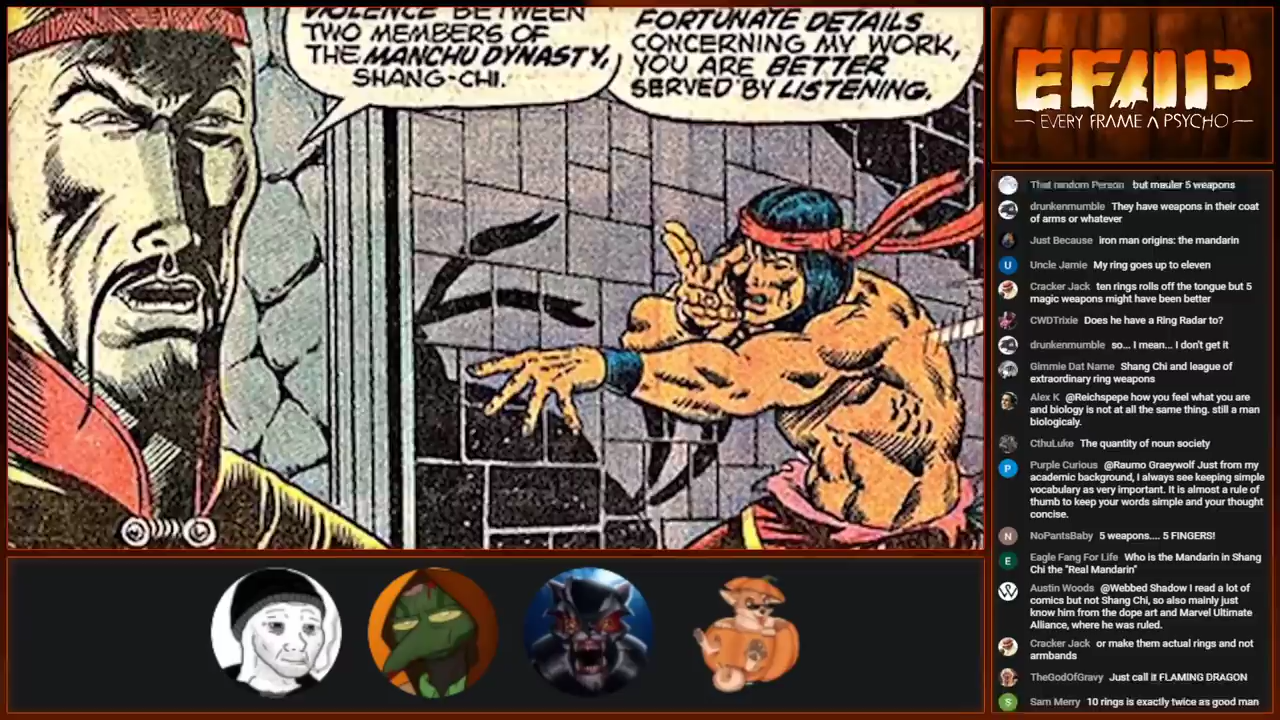 VIOLENCE BETWEEN
TWO MEMBERS OF
THE MANCHU DYNASTY,
SHANG-CHI.
FORTUNATE DETAILS
CONCERNING MY WORK,
YOU ARE BETTER
SERVED BY LISTENING.
EFAP
EVERY FRAME A PSYCHO
That random Person but mauler 5 weapons
drunkenmumble They have weapons in their coat
of arms or whatever
Just Because iron man origins: the mandarin
U Uncle Jamie My ring goes up to eleven
Cracker Jack ten rings rolls off the tongue but 5
magic weapons might have been better
CWDTrixie Does he have a Ring Radar to?
drunkenmumble so... I mean... I don't get it
Gimmie Dat Name Shang Chi and league of
extraordinary ring weapons
Alex K @Reichspepe how you feel what you are
and biology is not at all the same thing. still a man
biologicaly.
CthuLuke The quantity of noun society
P Purple Curious @Raumo Graeywolf Just from my
academic background, I always see keeping simple
vocabulary as very important. It is almost a rule of
thumb to keep your words simple and your thought
concise.
N NoPantsBaby 5 weapons.... 5 FINGERS!
E Eagle Fang For Life Who is the Mandarin in Shang
Chi the "Real Mandarin"
Austin Woods @Webbed Shadow I read a lot of
comics but not Shang Chi, so also mainly just
know him from the dope art and Marvel Ultimate
Alliance, where he was ruled.
Cracker Jack or make them actual rings and not
armbands
TheGodOfGravy Just call it FLAMING DRAGON
S Sam Merry 10 rings is exactly twice as good man